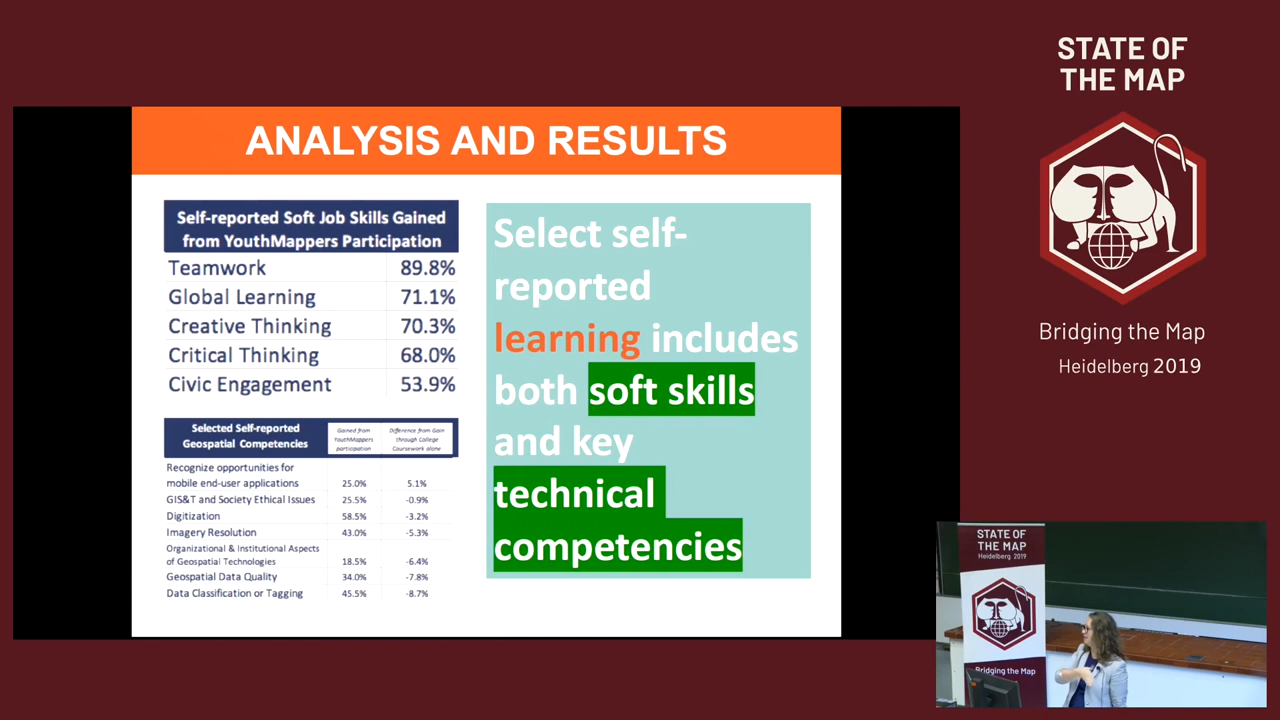 STATE OF
THE MAP
Bridging the Map
Heidelberg 2019
ANALYSIS AND RESULTS
Self-reported Soft Job Skills Gained
from YouthMappers Participation
Teamwork 89.8%
Global Learning 71.1%
Creative Thinking 70.3%
Critical Thinking 68.0%
Civic Engagement 53.9%
Selected Self-reported
Geospatial Competencies
Gained from
YouthMappers
participation
Difference from Gain
through College
Coursework alone
Recognize opportunities for
mobile end-user applications 25.0% 5.1%
GIS&T and Society Ethical Issues 25.5% -0.9%
Digitization 58.5% -3.2%
Imagery Resolution 43.0% -5.3%
Organizational & Institutional Aspects
of Geospatial Technologies 18.5% -6.4%
Geospatial Data Quality 34.0% -7.8%
Data Classification or Tagging 45.5% -8.7%
Select self-
reported
learning includes
both soft skills
and key
technical
competencies
STATE OF
THE MAP
Heidelberg 2019
Bridging the Map